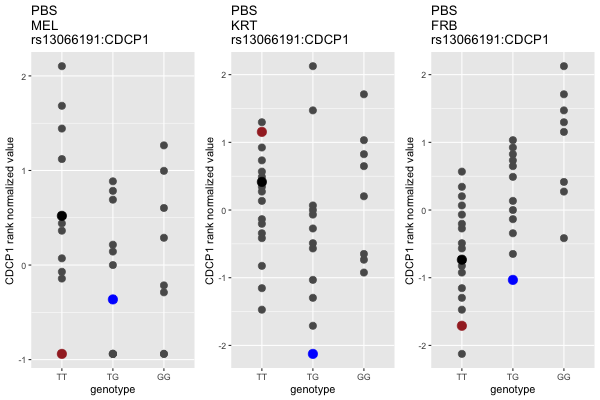 PBS
MEL
rs13066191:CDCP1
PBS
KRT
rs13066191:CDCP1
PBS
FRB
rs13066191:CDCP1
CDCP1 rank normalized value
2
1
0
-1
TT TG GG
genotype
CDCP1 rank normalized value
2
1
0
-1
-2
TT TG GG
genotype
CDCP1 rank normalized value
2
1
0
-1
-2
TT TG GG
genotype